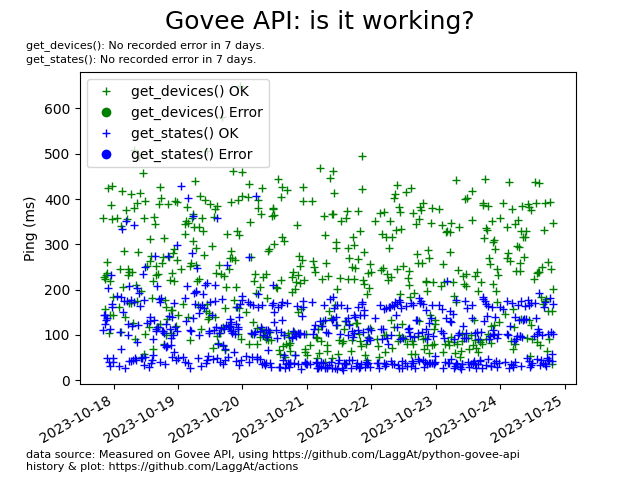 Govee API: is it working?
get_devices(): No recorded error in 7 days.
get_states(): No recorded error in 7 days.
get_devices() OK
get_devices() Error
get_states() OK
get_states() Error
600
500
400
300
200
100
0
Ping (ms)
2023-10-18
2023-10-19
2023-10-20
2023-10-21
2023-10-22
2023-10-23
2023-10-24
2023-10-25
data source: Measured on Govee API, using https://github.com/LaggAt/python-govee-api
history & plot: https://github.com/LaggAt/actions